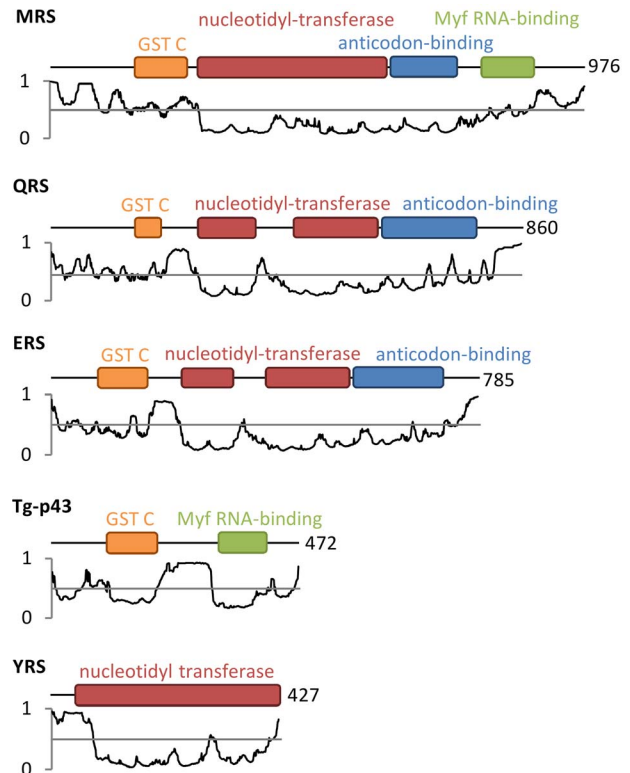 MRS
nucleotidyl-transferase
Myf RNA-binding
GST C
anticodon-binding
976
1
0
QRS
GST C
nucleotidyl-transferase
anticodon-binding
860
1
0
ERS
GST C
nucleotidyl-transferase
anticodon-binding
785
1
0
Tg-p43
GST C
Myf RNA-binding
472
1
0
YRS
nucleotidyl transferase
427
1
0